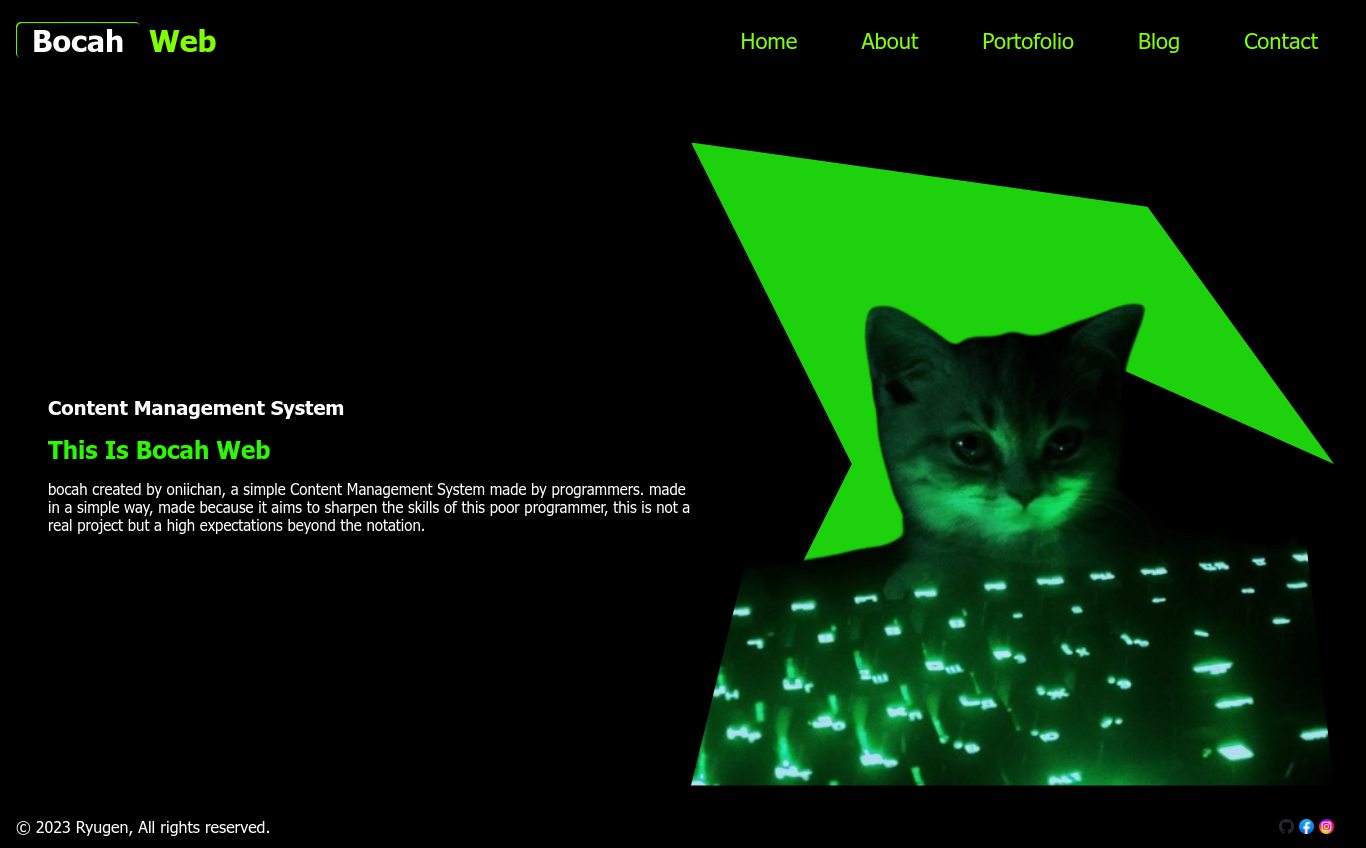 Bocah Web
Home About Portofolio Blog Contact
Content Management System
This Is Bocah Web
bocah created by oniichan, a simple Content Management System made by programmers. made
in a simple way, made because it aims to sharpen the skills of this poor programmer, this is not a
real project but a high expectations beyond the notation.
© 2023 Ryugen, All rights reserved.